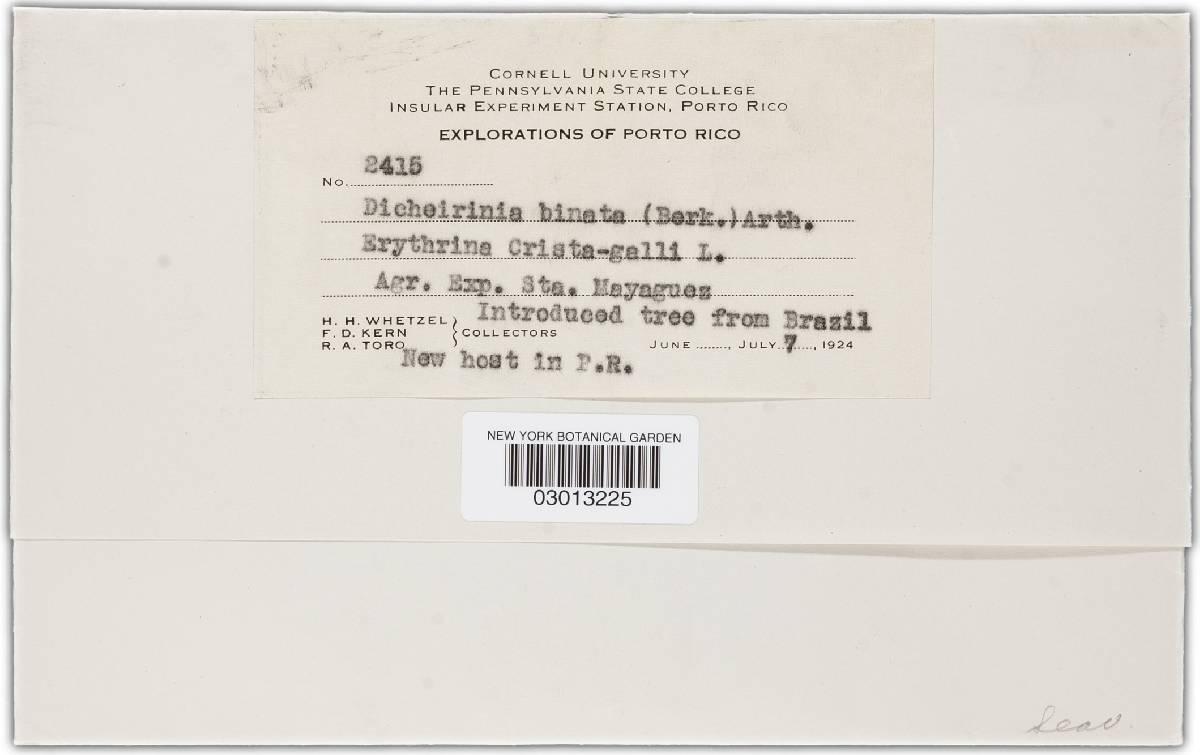 CORNELL UNIVERSITY
THE PENNSYLVANIA STATE COLLEGE
INSULAR EXPERIMENT STATION, PORTO RICO
EXPLORATIONS OF PORTO RICO
No. 2415
Dicheirinia binata (Berk.) Arth.
Erythrina Crista-galli L.
Agr. Exp. Sta. Mayaguez
Introduced tree from Brazil
H. H. WHETZEL
F. D. KERN } COLLECTORS
R. A. TORO JUNE ........, JULY 7, 1924
New host in P.R.
NEW YORK BOTANICAL GARDEN
03013225